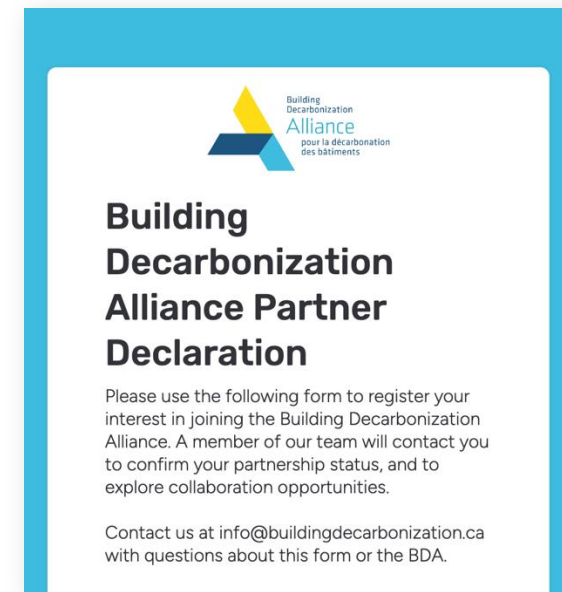 Building
Decarbonization
Alliance
pour la décarbonation
des bâtiments
Building
Decarbonization
Alliance Partner
Declaration
Please use the following form to register your
interest in joining the Building Decarbonization
Alliance. A member of our team will contact you
to confirm your partnership status, and to
explore collaboration opportunities.
Contact us at info@buildingdecarbonization.ca
with questions about this form or the BDA.